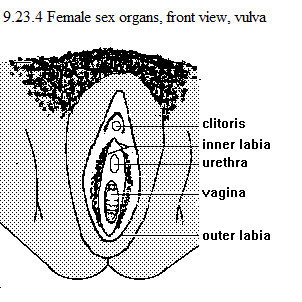 9.23.4 Female sex organs, front view, vulva
clitoris
inner labia
urethra
vagina
outer labia